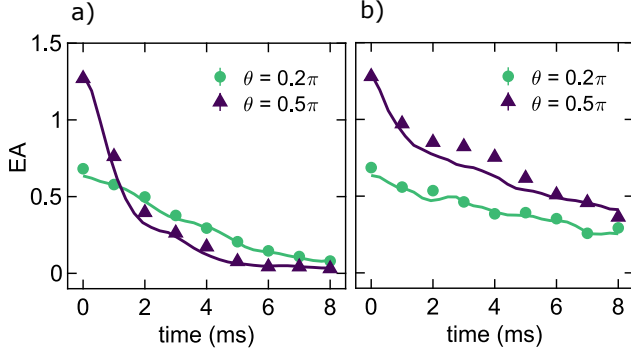 a)
b)
EA
1.5
1
0.5
0
θ = 0.2π
θ = 0.5π
θ = 0.2π
θ = 0.5π
0 2 4 6 8
0 2 4 6 8
time (ms)
time (ms)